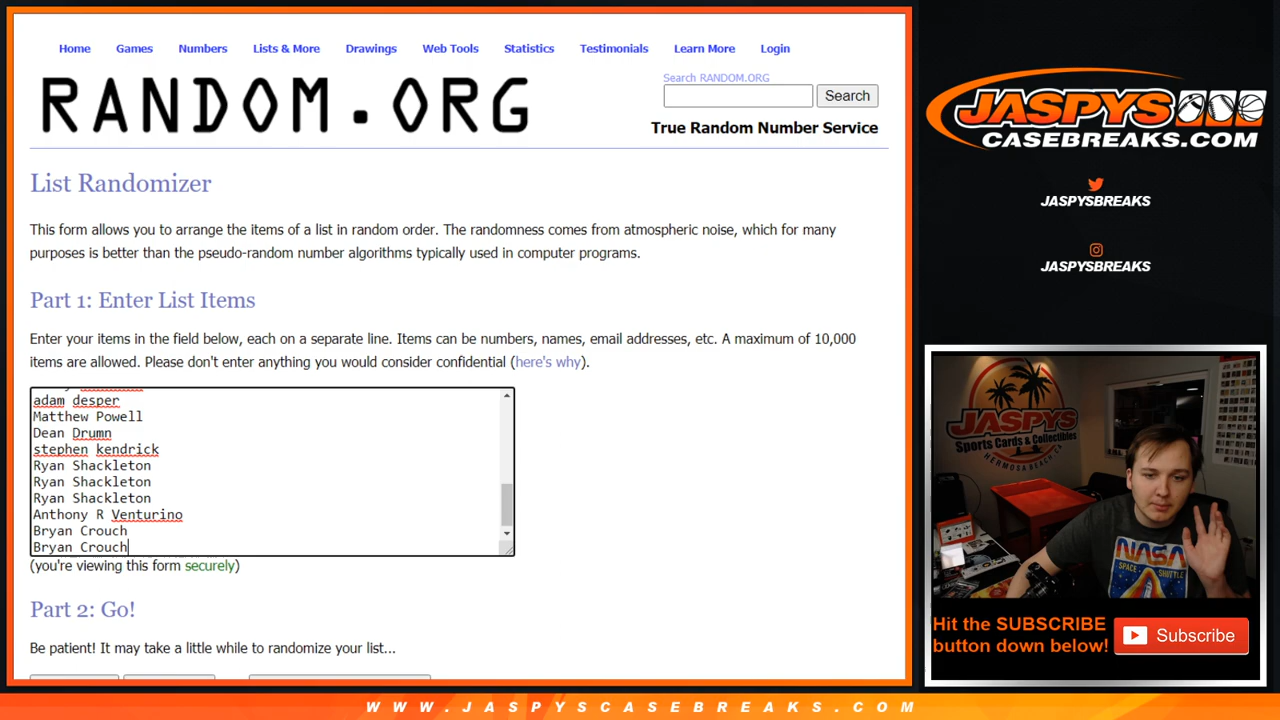 Home Games Numbers Lists & More Drawings Web Tools Statistics Testimonials Learn More Login
RANDOM.ORG
Search RANDOM.ORG
Search
True Random Number Service
List Randomizer
This form allows you to arrange the items of a list in random order. The randomness comes from atmospheric noise, which for many
purposes is better than the pseudo-random number algorithms typically used in computer programs.
Part 1: Enter List Items
Enter your items in the field below, each on a separate line. Items can be numbers, names, email addresses, etc. A maximum of 10,000
items are allowed. Please don't enter anything you would consider confidential (here's why).
adam desper
Matthew Powell
Dean Drumn
stephen kendrick
Ryan Shackleton
Ryan Shackleton
Ryan Shackleton
Anthony R Venturino
Bryan Crouch
Bryan Crouch
(you're viewing this form securely)
Part 2: Go!
Be patient! It may take a little while to randomize your list...
JASPYS
CASEBREAKS.COM
JASPYSBREAKS
JASPYSBREAKS
JASPYS
Sports Cards & Collectibles
HERMOSA BEACH CA
NASA
SPACE SHUTTLE
Hit the SUBSCRIBE
button down below!
Subscribe
WWW.JASPYSCASEBREAKS.COM